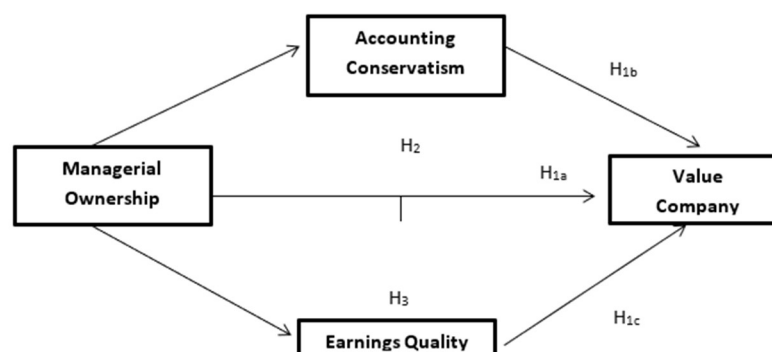 Accounting
Conservatism
H1b
H2
Managerial
Ownership
H1a
Value
Company
H3
H1c
Earnings Quality